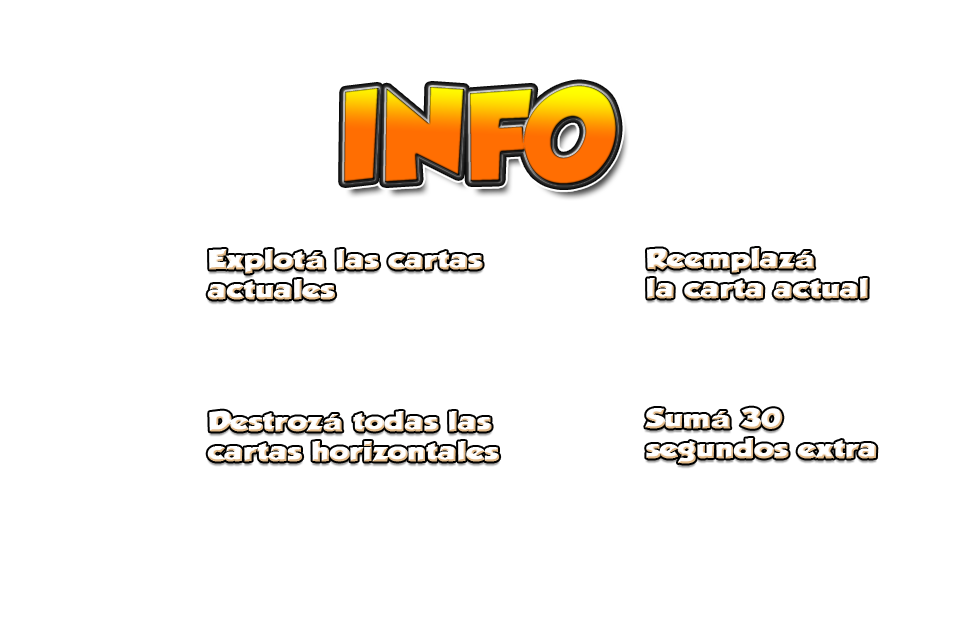 INFO
Explotá las cartas
actuales
Reemplazá
la carta actual
Destrozá todas las
cartas horizontales
Sumá 30
segundos extra